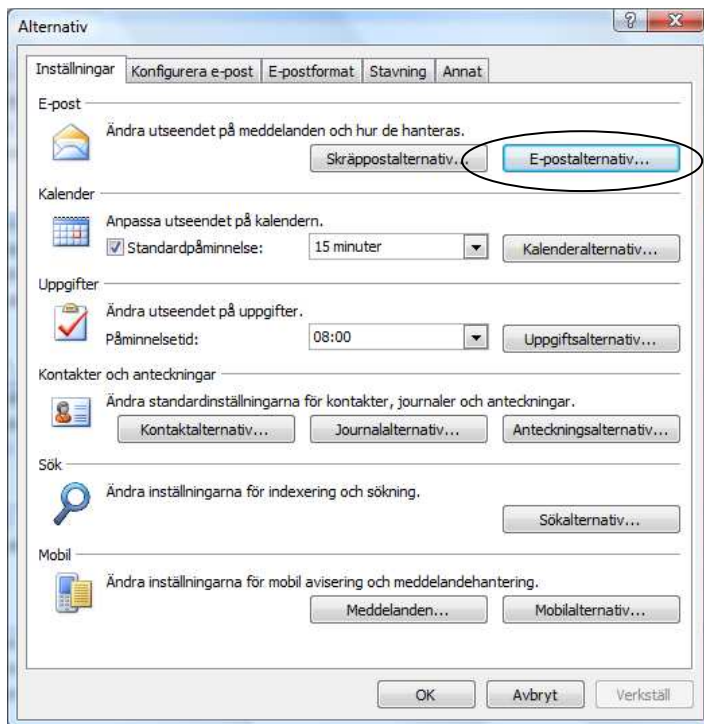 Alternativ
Inställningar Konfigurera e-post E-postformat Stavning Annat
E-post
Ändra utseendet på meddelanden och hur de hanteras.
Skräppostalternativ... E-postalternativ...
Kalender
Anpassa utseendet på kalendern.
Standardpåminnelse: 15 minuter Kalenderalternativ...
Uppgifter
Ändra utseendet på uppgifter.
Påminnelsetid: 08:00 Uppgiftsalternativ...
Kontakter och anteckningar
Ändra standardinställningarna för kontakter, journaler och anteckningar.
Kontaktalternativ... Journalalternativ... Anteckningsalternativ...
Sök
Ändra inställningarna för indexering och sökning.
Sökalternativ...
Mobil
Ändra inställningarna för mobil avisering och meddelandehantering.
Meddelanden... Mobilalternativ...
OK Avbryt Verkställ